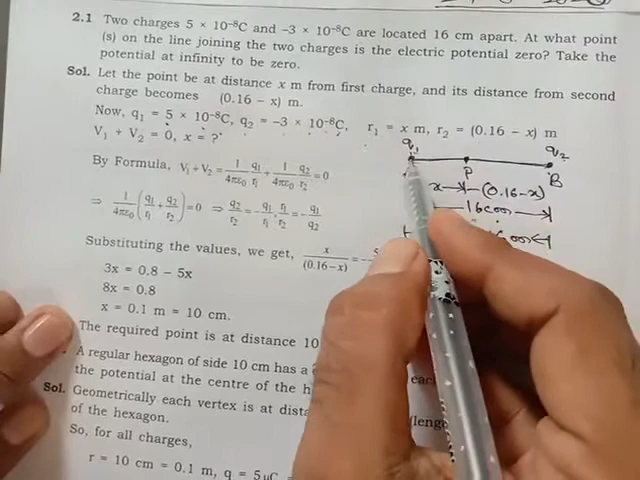 2.1 Two charges 5 × 10⁻⁸C and –3 × 10⁻⁸C are located 16 cm apart. At what point
(s) on the line joining the two charges is the electric potential zero? Take the
potential at infinity to be zero.
Sol. Let the point be at distance x m from first charge, and its distance from second
charge becomes (0.16 – x) m.
Now, q₁ = 5 × 10⁻⁸C, q₂ = –3 × 10⁻⁸C, r₁ = x m, r₂ = (0.16 – x) m
V₁ + V₂ = 0, x = ?
q₁ q₂
P B
x (0.16-x)
16cm
By Formula, V₁ + V₂ = 1/4πε₀ q₁/r₁ + 1/4πε₀ q₂/r₂ = 0
⇒ 1/4πε₀ (q₁/r₁ + q₂/r₂) = 0 ⇒ q₂/r₂ = – q₁/r₁, r₁/r₂ = – q₁/q₂
Substituting the values, we get, x/(0.16–x) = –
3x = 0.8 – 5x
8x = 0.8
x = 0.1 m = 10 cm.
The required point is at distance 10
A regular hexagon of side 10 cm has a
the potential at the centre of the h
Sol. Geometrically each vertex is at dist
of the hexagon.
So, for all charges,
r = 10 cm = 0.1 m, q = 5μC